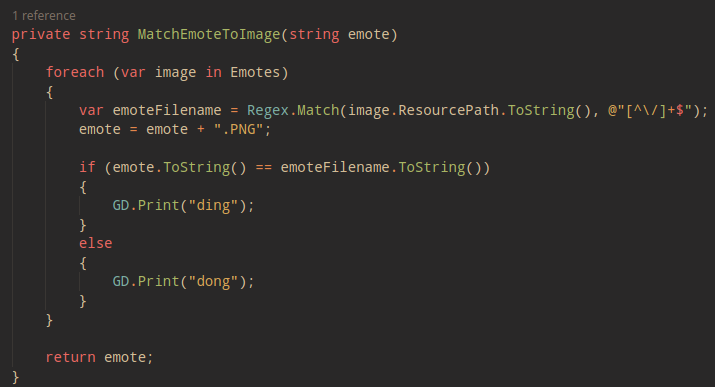 1 reference
private string MatchEmoteToImage(string emote)
{
    foreach (var image in Emotes)
    {
        var emoteFilename = Regex.Match(image.ResourcePath.ToString(), @"[^\/]+$");
        emote = emote + ".PNG";

        if (emote.ToString() == emoteFilename.ToString())
        {
            GD.Print("ding");
        }
        else
        {
            GD.Print("dong");
        }
    }

    return emote;
}